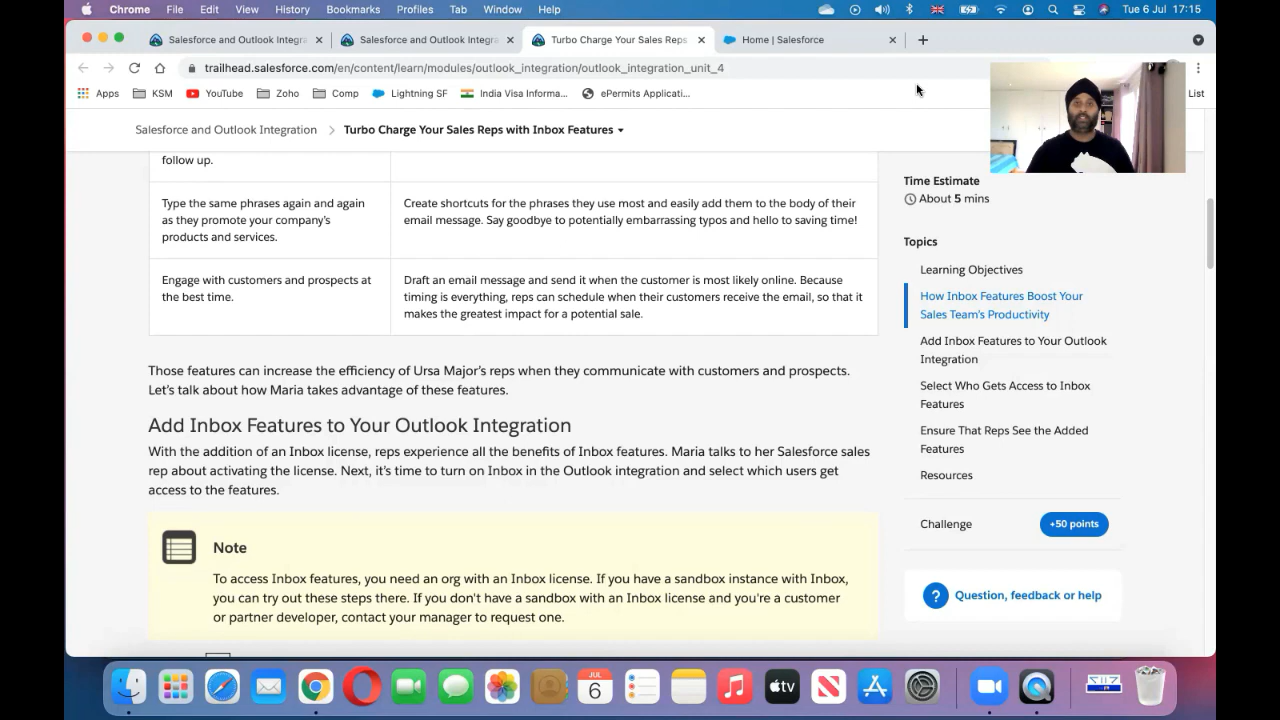 Chrome File Edit View History Bookmarks Profiles Tab Window Help Tue 6 Jul 17:15
Salesforce and Outlook Integra × Salesforce and Outlook Integra × Turbo Charge Your Sales Reps × Home | Salesforce × +
trailhead.salesforce.com/en/content/learn/modules/outlook_integration/outlook_integration_unit_4
Apps KSM YouTube Zoho Comp Lightning SF India Visa Informa... ePermits Applicati... List
Salesforce and Outlook Integration Turbo Charge Your Sales Reps with Inbox Features
follow up.
Type the same phrases again and again
as they promote your company's
products and services.
Create shortcuts for the phrases they use most and easily add them to the body of their
email message. Say goodbye to potentially embarrassing typos and hello to saving time!
Engage with customers and prospects at
the best time.
Draft an email message and send it when the customer is most likely online. Because
timing is everything, reps can schedule when their customers receive the email, so that it
makes the greatest impact for a potential sale.
Those features can increase the efficiency of Ursa Major's reps when they communicate with customers and prospects.
Let's talk about how Maria takes advantage of these features.
Add Inbox Features to Your Outlook Integration
With the addition of an Inbox license, reps experience all the benefits of Inbox features. Maria talks to her Salesforce sales
rep about activating the license. Next, it's time to turn on Inbox in the Outlook integration and select which users get
access to the features.
Note
To access Inbox features, you need an org with an Inbox license. If you have a sandbox instance with Inbox,
you can try out these steps there. If you don't have a sandbox with an Inbox license and you're a customer
or partner developer, contact your manager to request one.
Time Estimate
About 5 mins
Topics
Learning Objectives
How Inbox Features Boost Your
Sales Team's Productivity
Add Inbox Features to Your Outlook
Integration
Select Who Gets Access to Inbox
Features
Ensure That Reps See the Added
Features
Resources
Challenge +50 points
? Question, feedback or help
JUL
6
tv